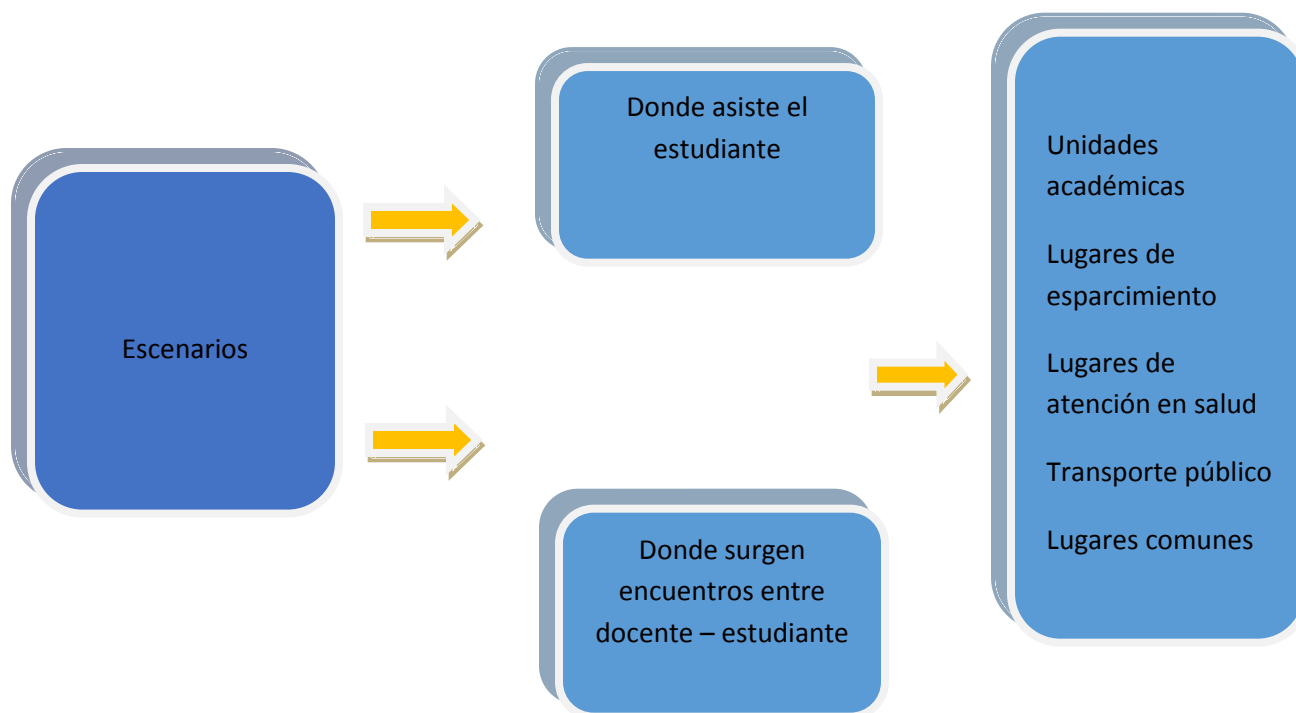 Escenarios
Donde asiste el
estudiante
Donde surgen
encuentros entre
docente – estudiante
Unidades
académicas
Lugares de
esparcimiento
Lugares de
atención en salud
Transporte público
Lugares comunes